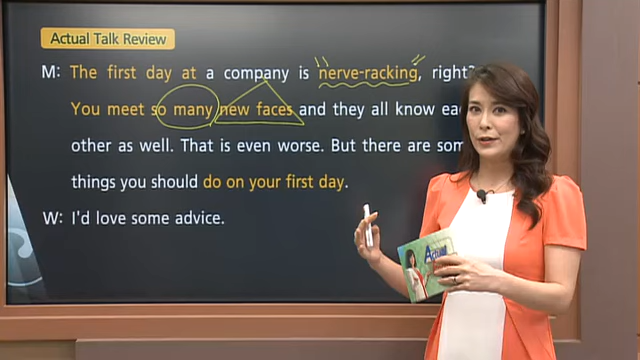 Actual Talk Review
M: The first day at a company is nerve-racking, right?
You meet so many new faces and they all know
other as well. That is even worse. But there are
things you should do on your first day.
W: I'd love some advice.
Actual